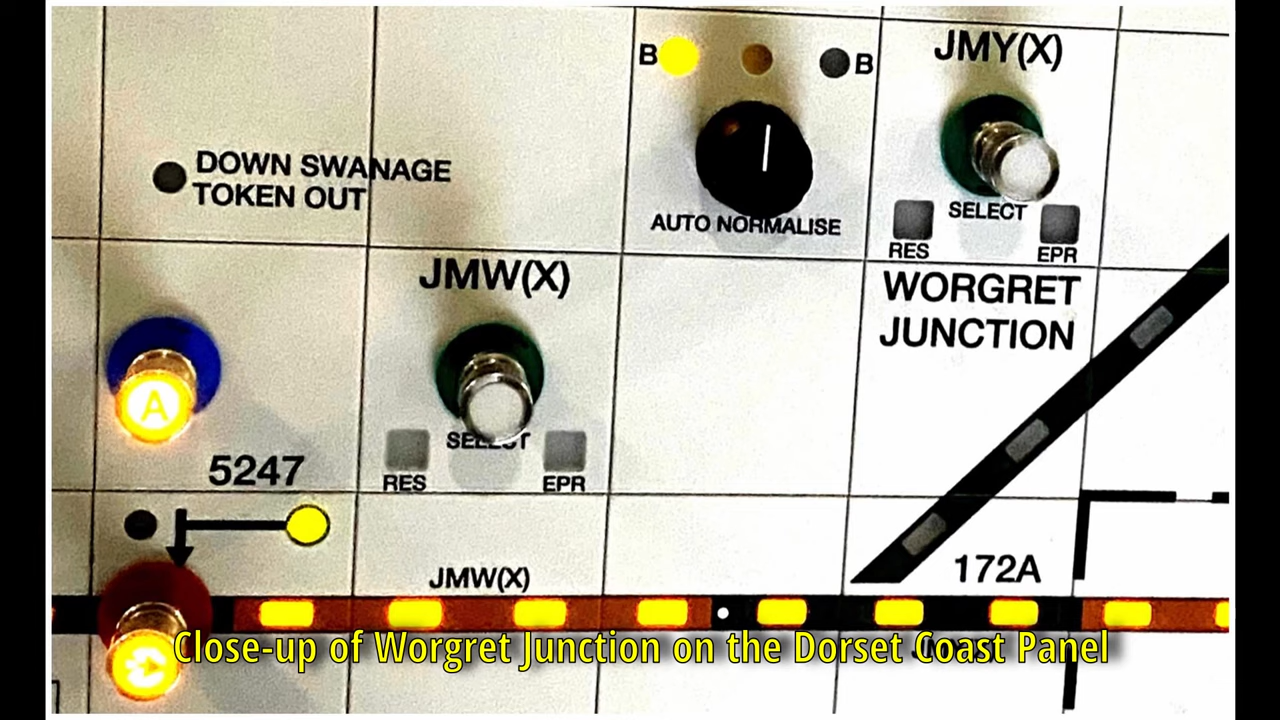 B
B
JMY(X)
DOWN SWANAGE
TOKEN OUT
AUTO NORMALISE
SELECT
RES
EPR
JMW(X)
WORGRET
JUNCTION
A
SELECT
RES
EPR
5247
172A
JMW(X)
Close-up of Worgret Junction on the Dorset Coast Panel